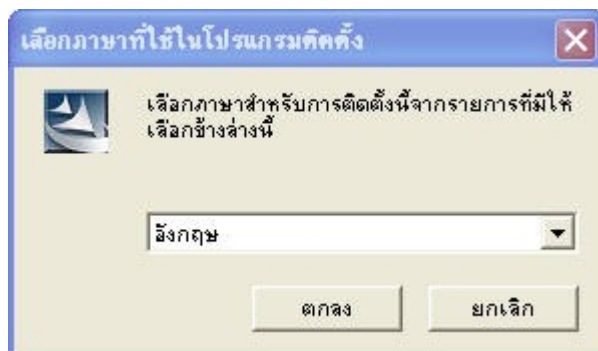 เลือกภาษาที่ใช้ในโปรแกรมติดตั้ง
เลือกภาษาสำหรับการติดตั้งนี้จากรายการที่มีให้
เลือกข้างล่างนี้
อังกฤษ
ตกลง
ยกเลิก